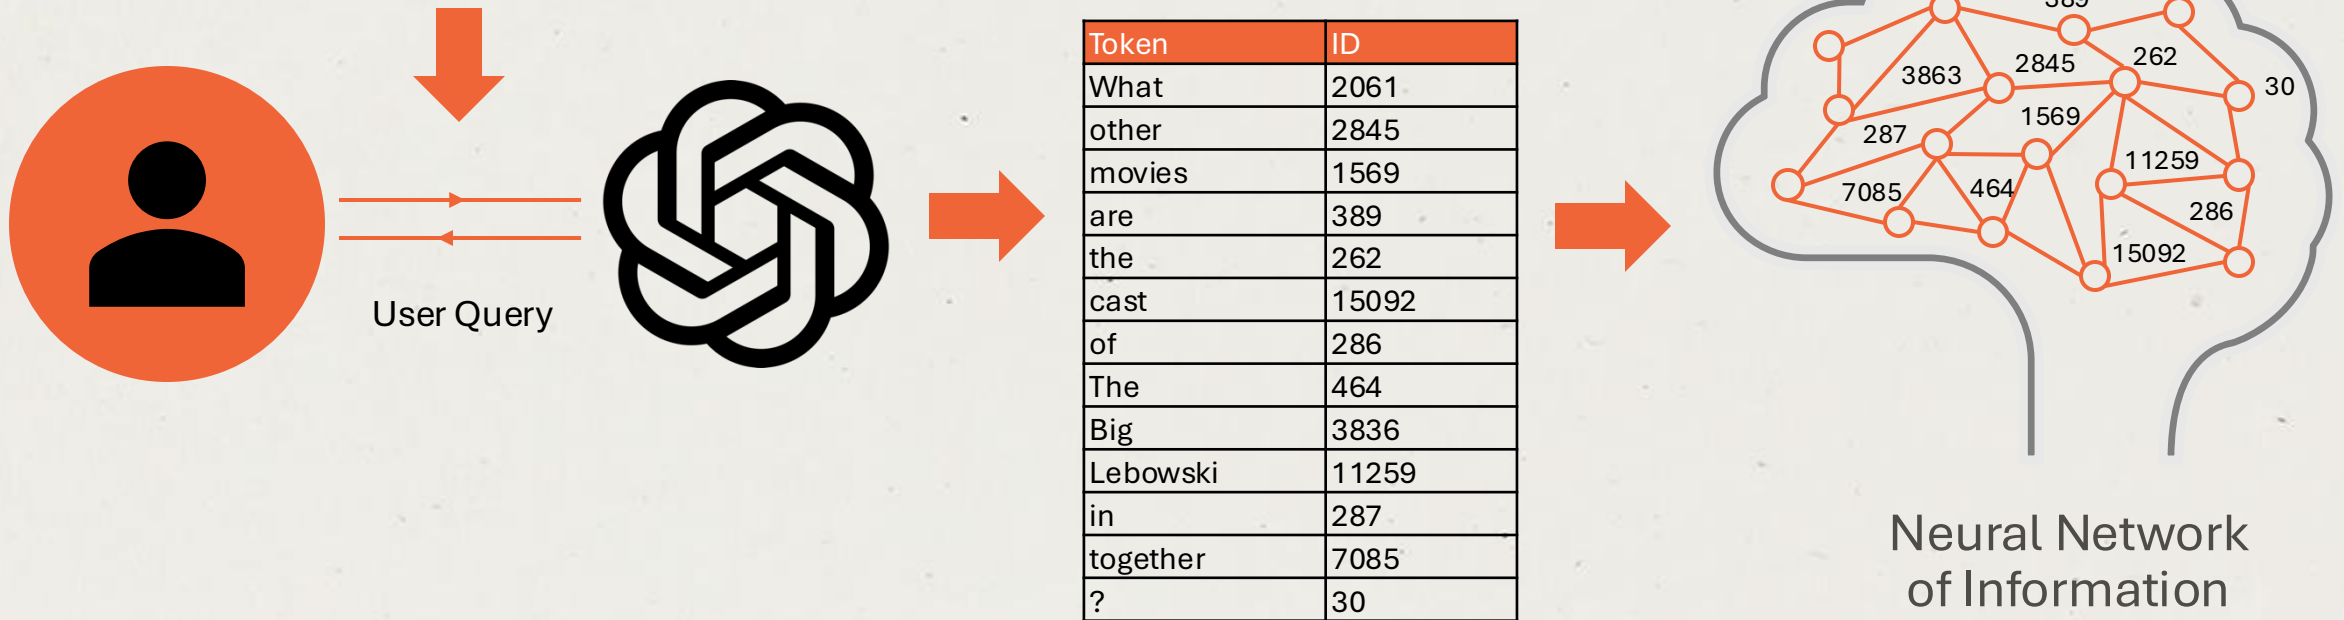 User Query
Token ID
What 2061
other 2845
movies 1569
are 389
the 262
cast 15092
of 286
The 464
Big 3836
Lebowski 11259
in 287
together 7085
? 30
389
262
2845
3863
30
1569
287
11259
7085
464
286
15092
Neural Network
of Information